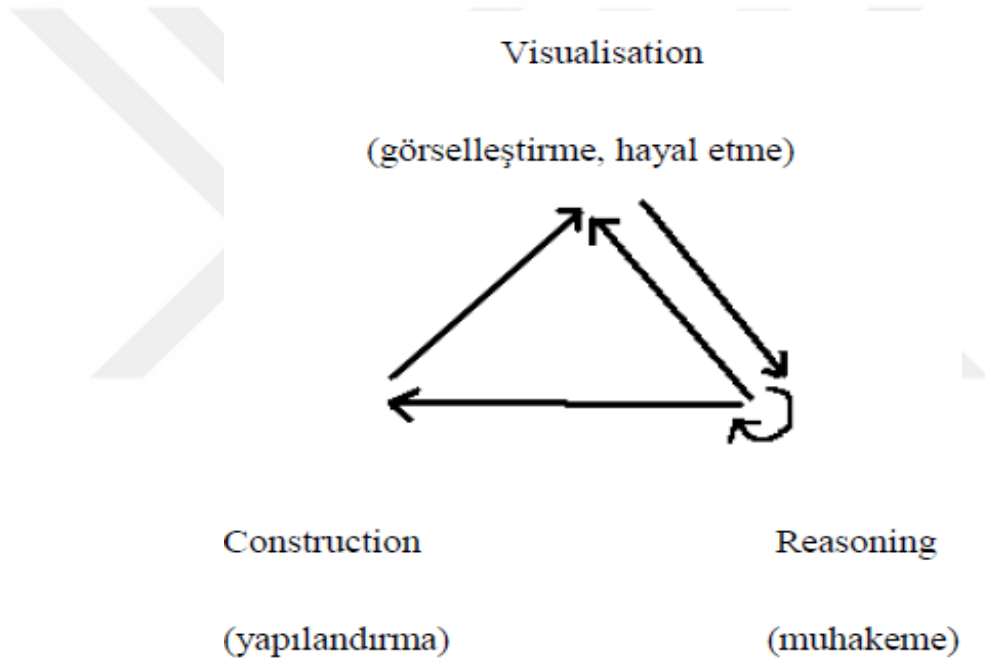 Visualisation
(görselleştirme, hayal etme)
Construction
Reasoning
(yapılandırma)
(muhakeme)